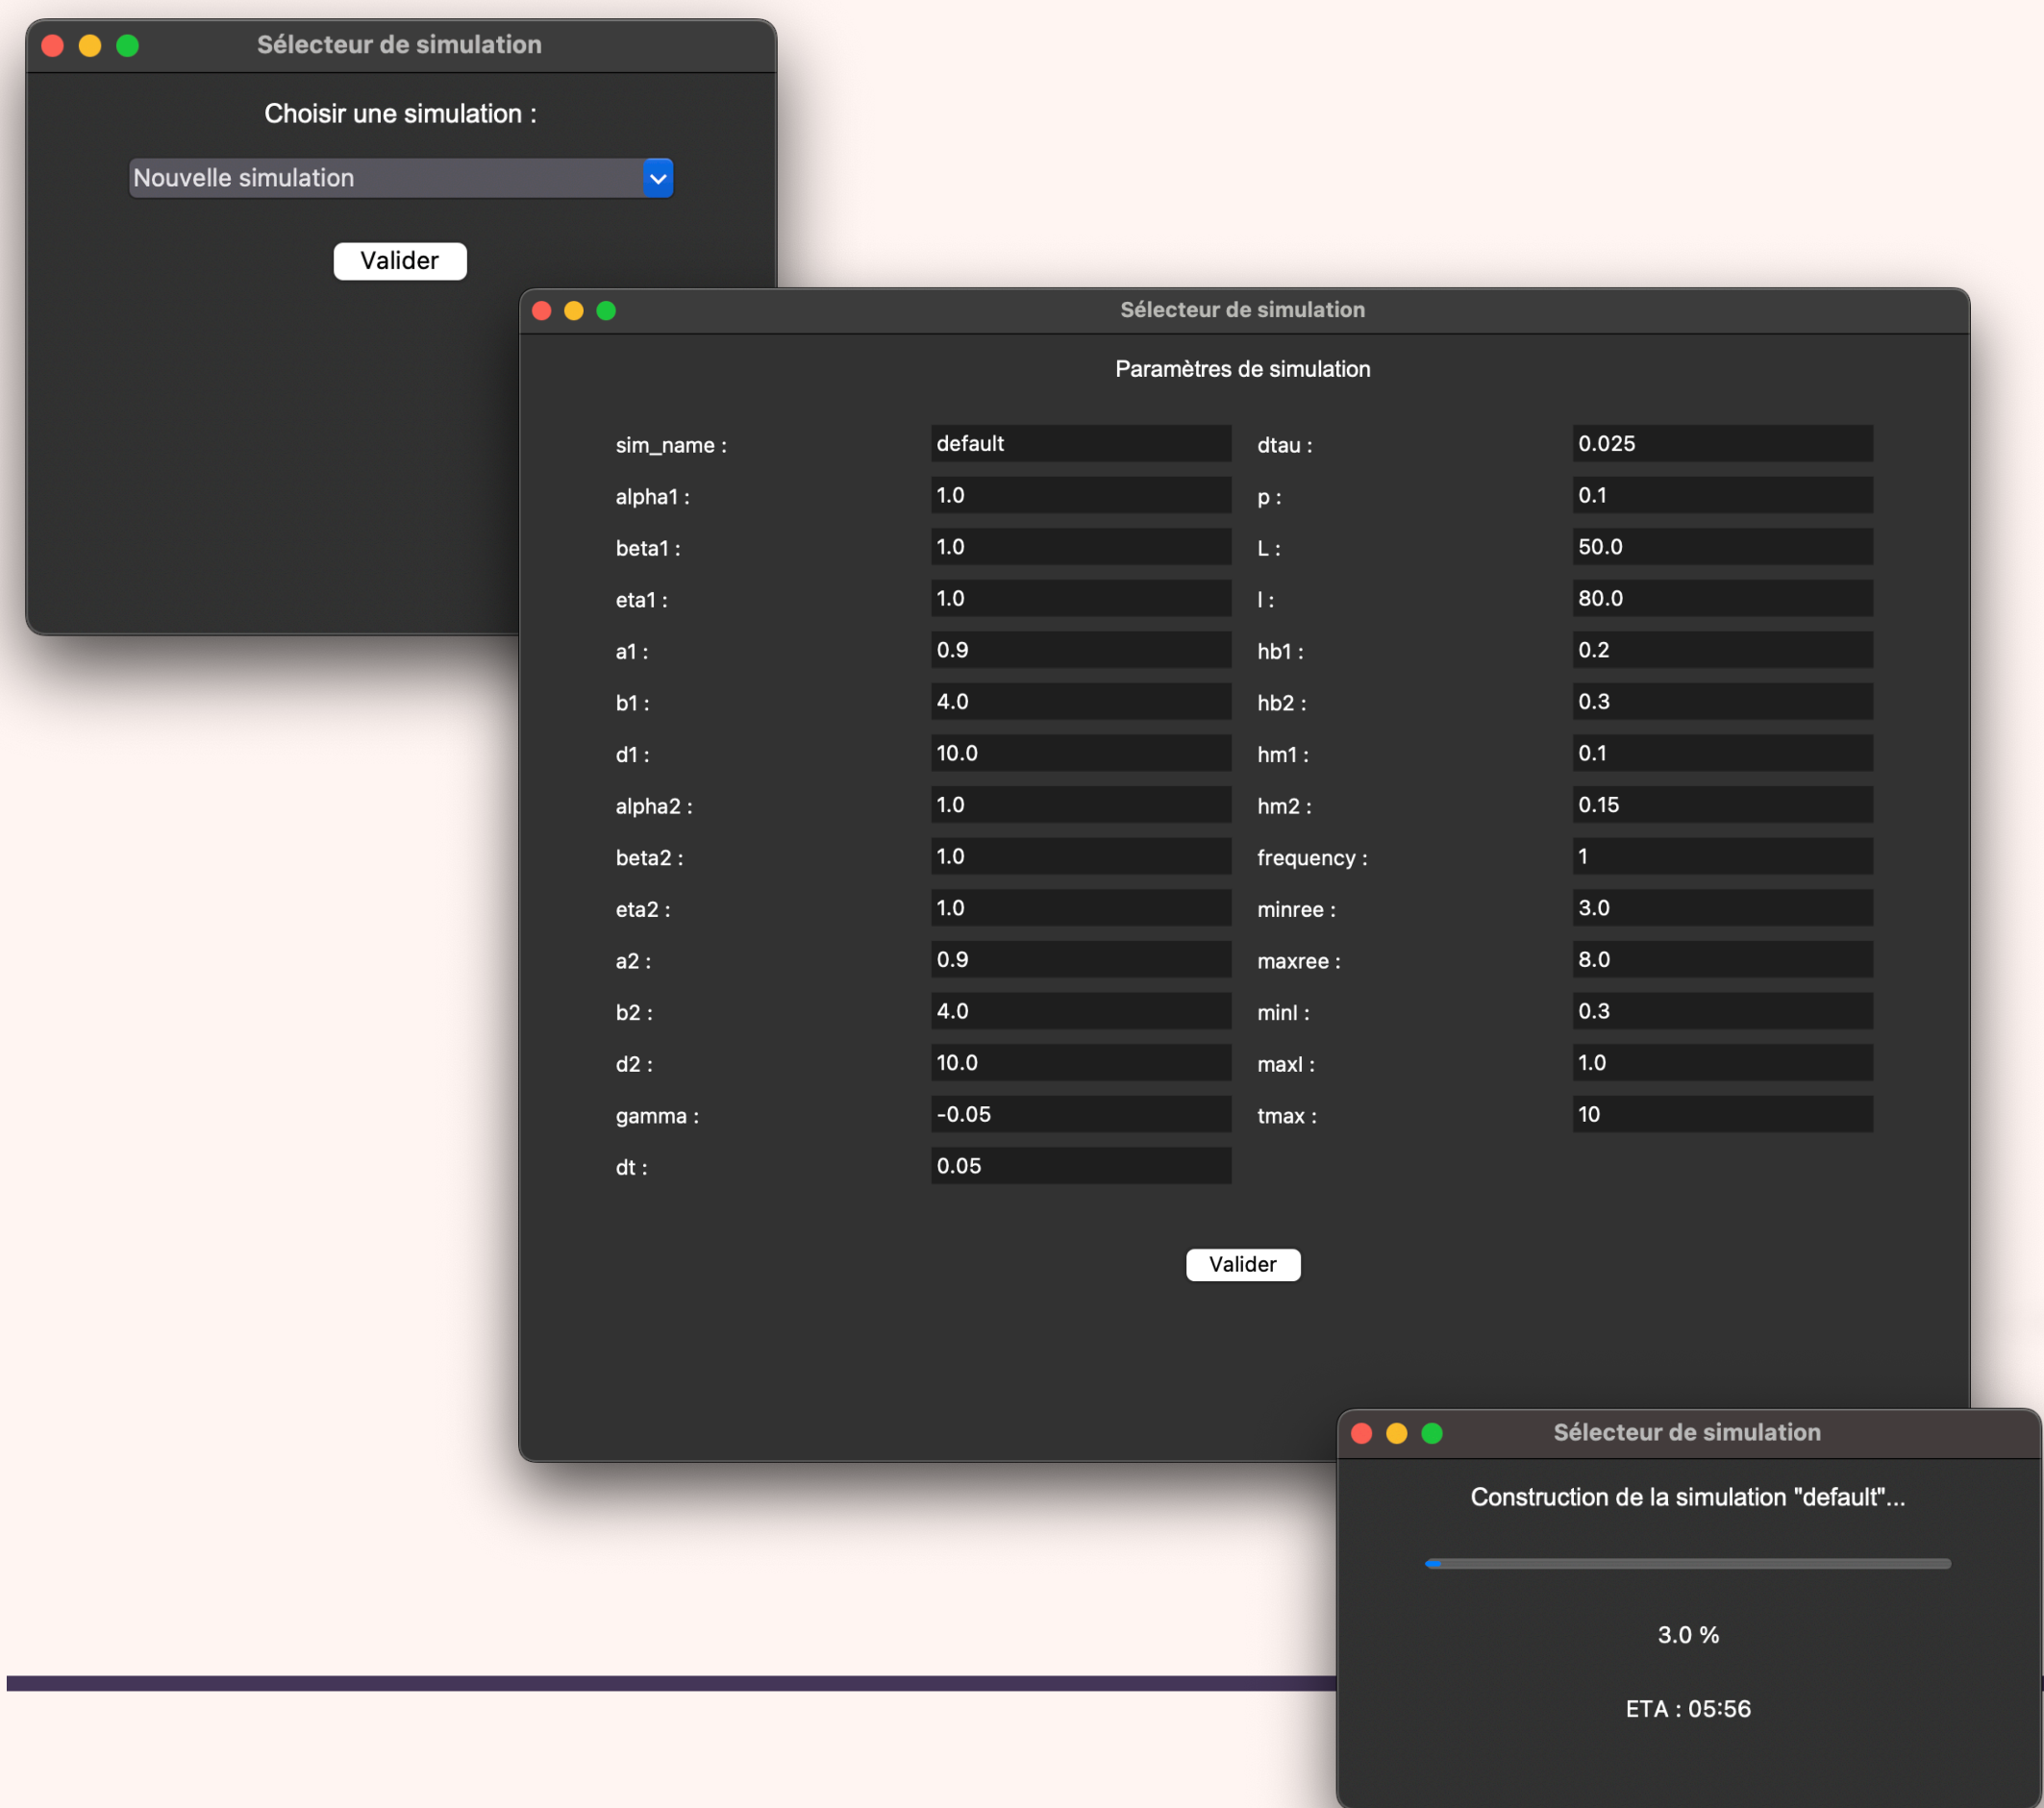 Sélecteur de simulation
Choisir une simulation :
Nouvelle simulation
Valider
Sélecteur de simulation
Paramètres de simulation
sim_name : default dtau : 0.025
alpha1 : 1.0 p : 0.1
beta1 : 1.0 L : 50.0
eta1 : 1.0 l : 80.0
a1 : 0.9 hb1 : 0.2
b1 : 4.0 hb2 : 0.3
d1 : 10.0 hm1 : 0.1
alpha2 : 1.0 hm2 : 0.15
beta2 : 1.0 frequency : 1
eta2 : 1.0 minree : 3.0
a2 : 0.9 maxree : 8.0
b2 : 4.0 minl : 0.3
d2 : 10.0 maxl : 1.0
gamma : -0.05 tmax : 10
dt : 0.05
Valider
Sélecteur de simulation
Construction de la simulation "default"...
3.0 %
ETA : 05:56